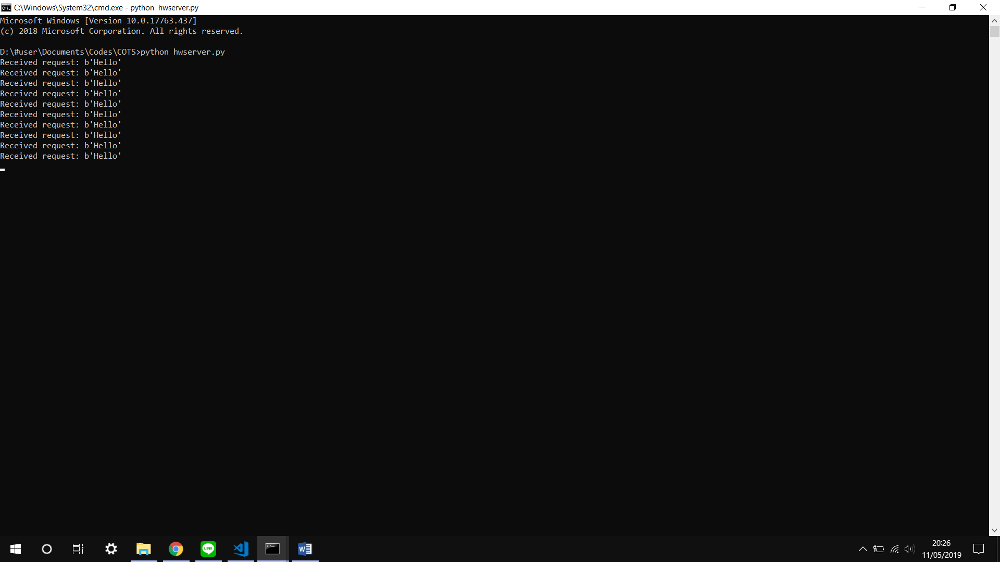 C:\Windows\System32\cmd.exe - python  hwserver.py
Microsoft Windows [Version 10.0.17763.437]
(c) 2018 Microsoft Corporation. All rights reserved.
D:\#user\Documents\Codes\COTS>python hwserver.py
Received request: b'Hello'
Received request: b'Hello'
Received request: b'Hello'
Received request: b'Hello'
Received request: b'Hello'
Received request: b'Hello'
Received request: b'Hello'
Received request: b'Hello'
Received request: b'Hello'
Received request: b'Hello'
LINE
W
20:26
11/05/2019